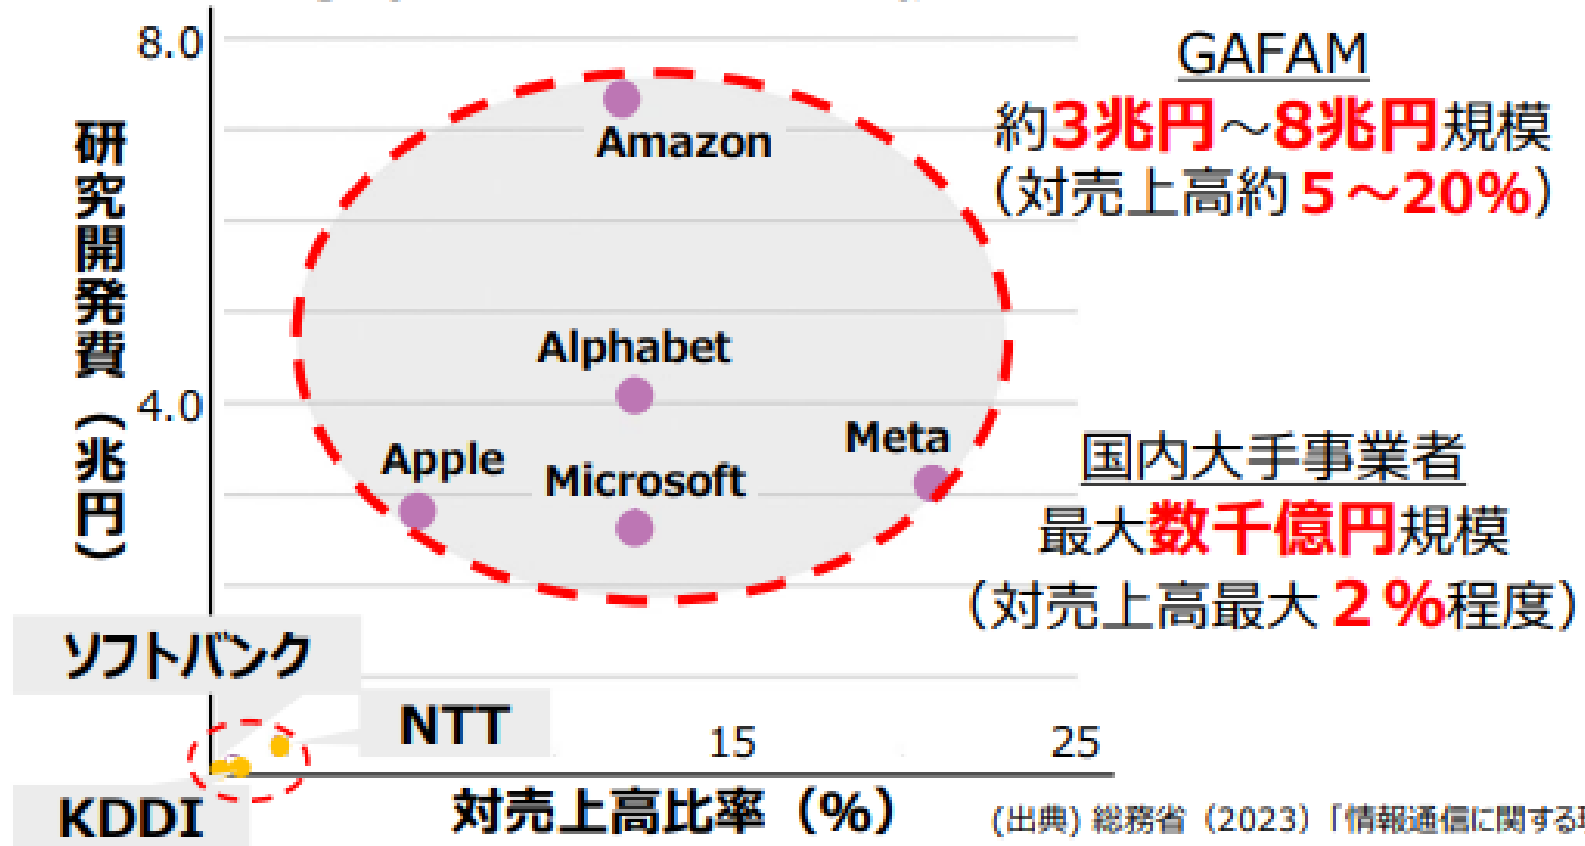 8.0
GAFAM
約3兆円～8兆円規模
（対売上高約５～20%）
Amazon
研究開発費（兆円）
Alphabet
4.0
Meta
Apple
Microsoft
国内大手事業者
最大数千億円規模
（対売上高最大２%程度）
ソフトバンク
NTT
15
25
KDDI
対売上高比率（%）
(出典) 総務省（2023）「情報通信に関する